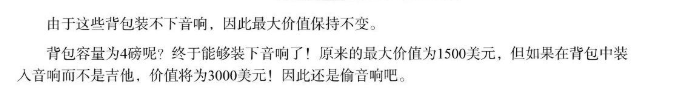 由于这些背包装不下音响，因此最大价值保持不变。
背包容量为4磅呢？终于能够装下音响了！原来的最大价值为1500美元，但如果在背包中装
入音响而不是吉他，价值将为3000美元！因此还是偷音响吧。